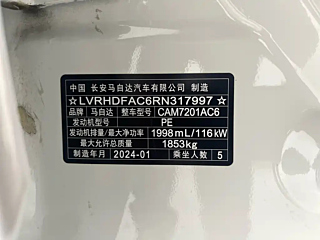 中国 长安马自达汽车有限公司 制造
☆LVRHDFAC6RN317997☆
品牌 马自达 整车型号 CAM7201AC6
发动机型号 PE
发动机排量/最大净功率 1998mL/116kW
最大允许总质量 1853kg
制造年月 2024-01 乘坐人数 5